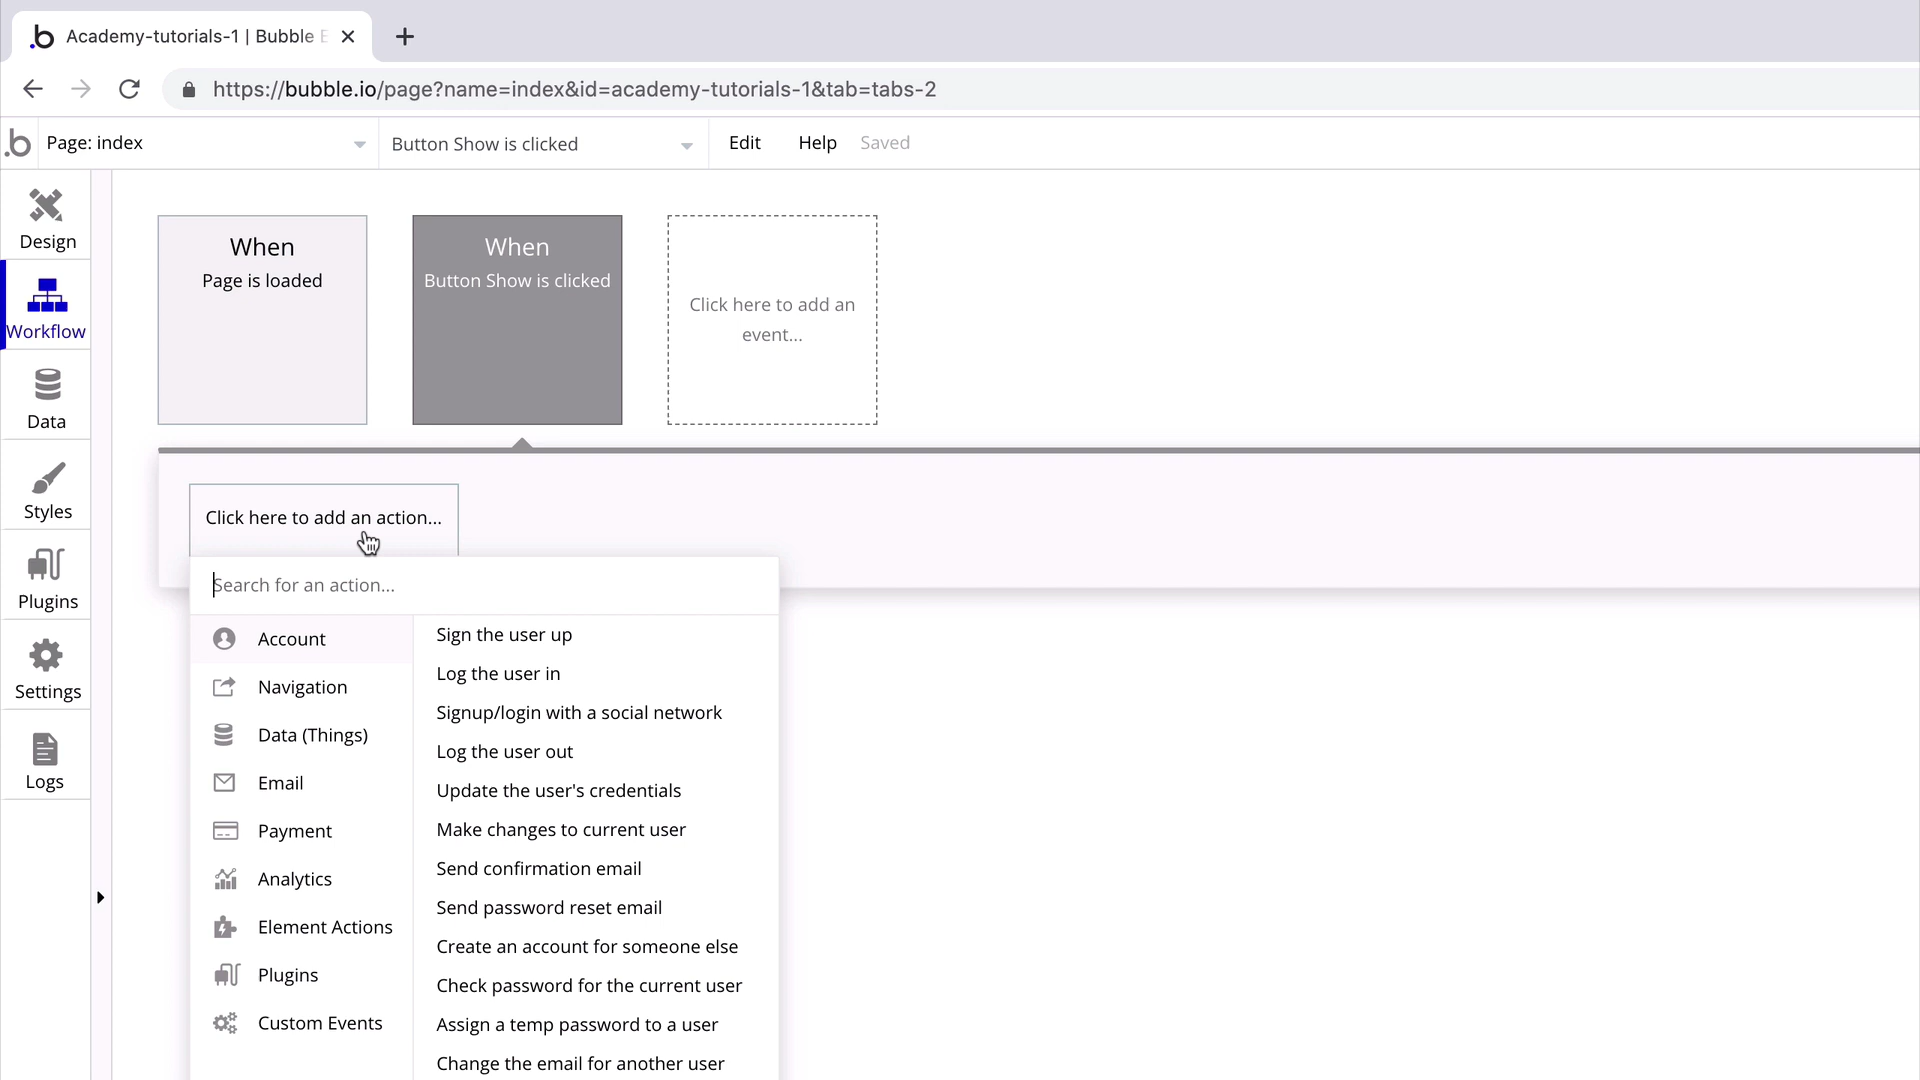 Academy-tutorials-1 | Bubble E
https://bubble.io/page?name=index&id=academy-tutorials-1&tab=tabs-2
Page: index
Button Show is clicked
Edit
Help
Saved
Design
Workflow
Data
Styles
Plugins
Settings
Logs
When
Page is loaded
When
Button Show is clicked
Click here to add an
event...
Click here to add an action...
Search for an action...
Account
Navigation
Data (Things)
Email
Payment
Analytics
Element Actions
Plugins
Custom Events
Sign the user up
Log the user in
Signup/login with a social network
Log the user out
Update the user's credentials
Make changes to current user
Send confirmation email
Send password reset email
Create an account for someone else
Check password for the current user
Assign a temp password to a user
Change the email for another user